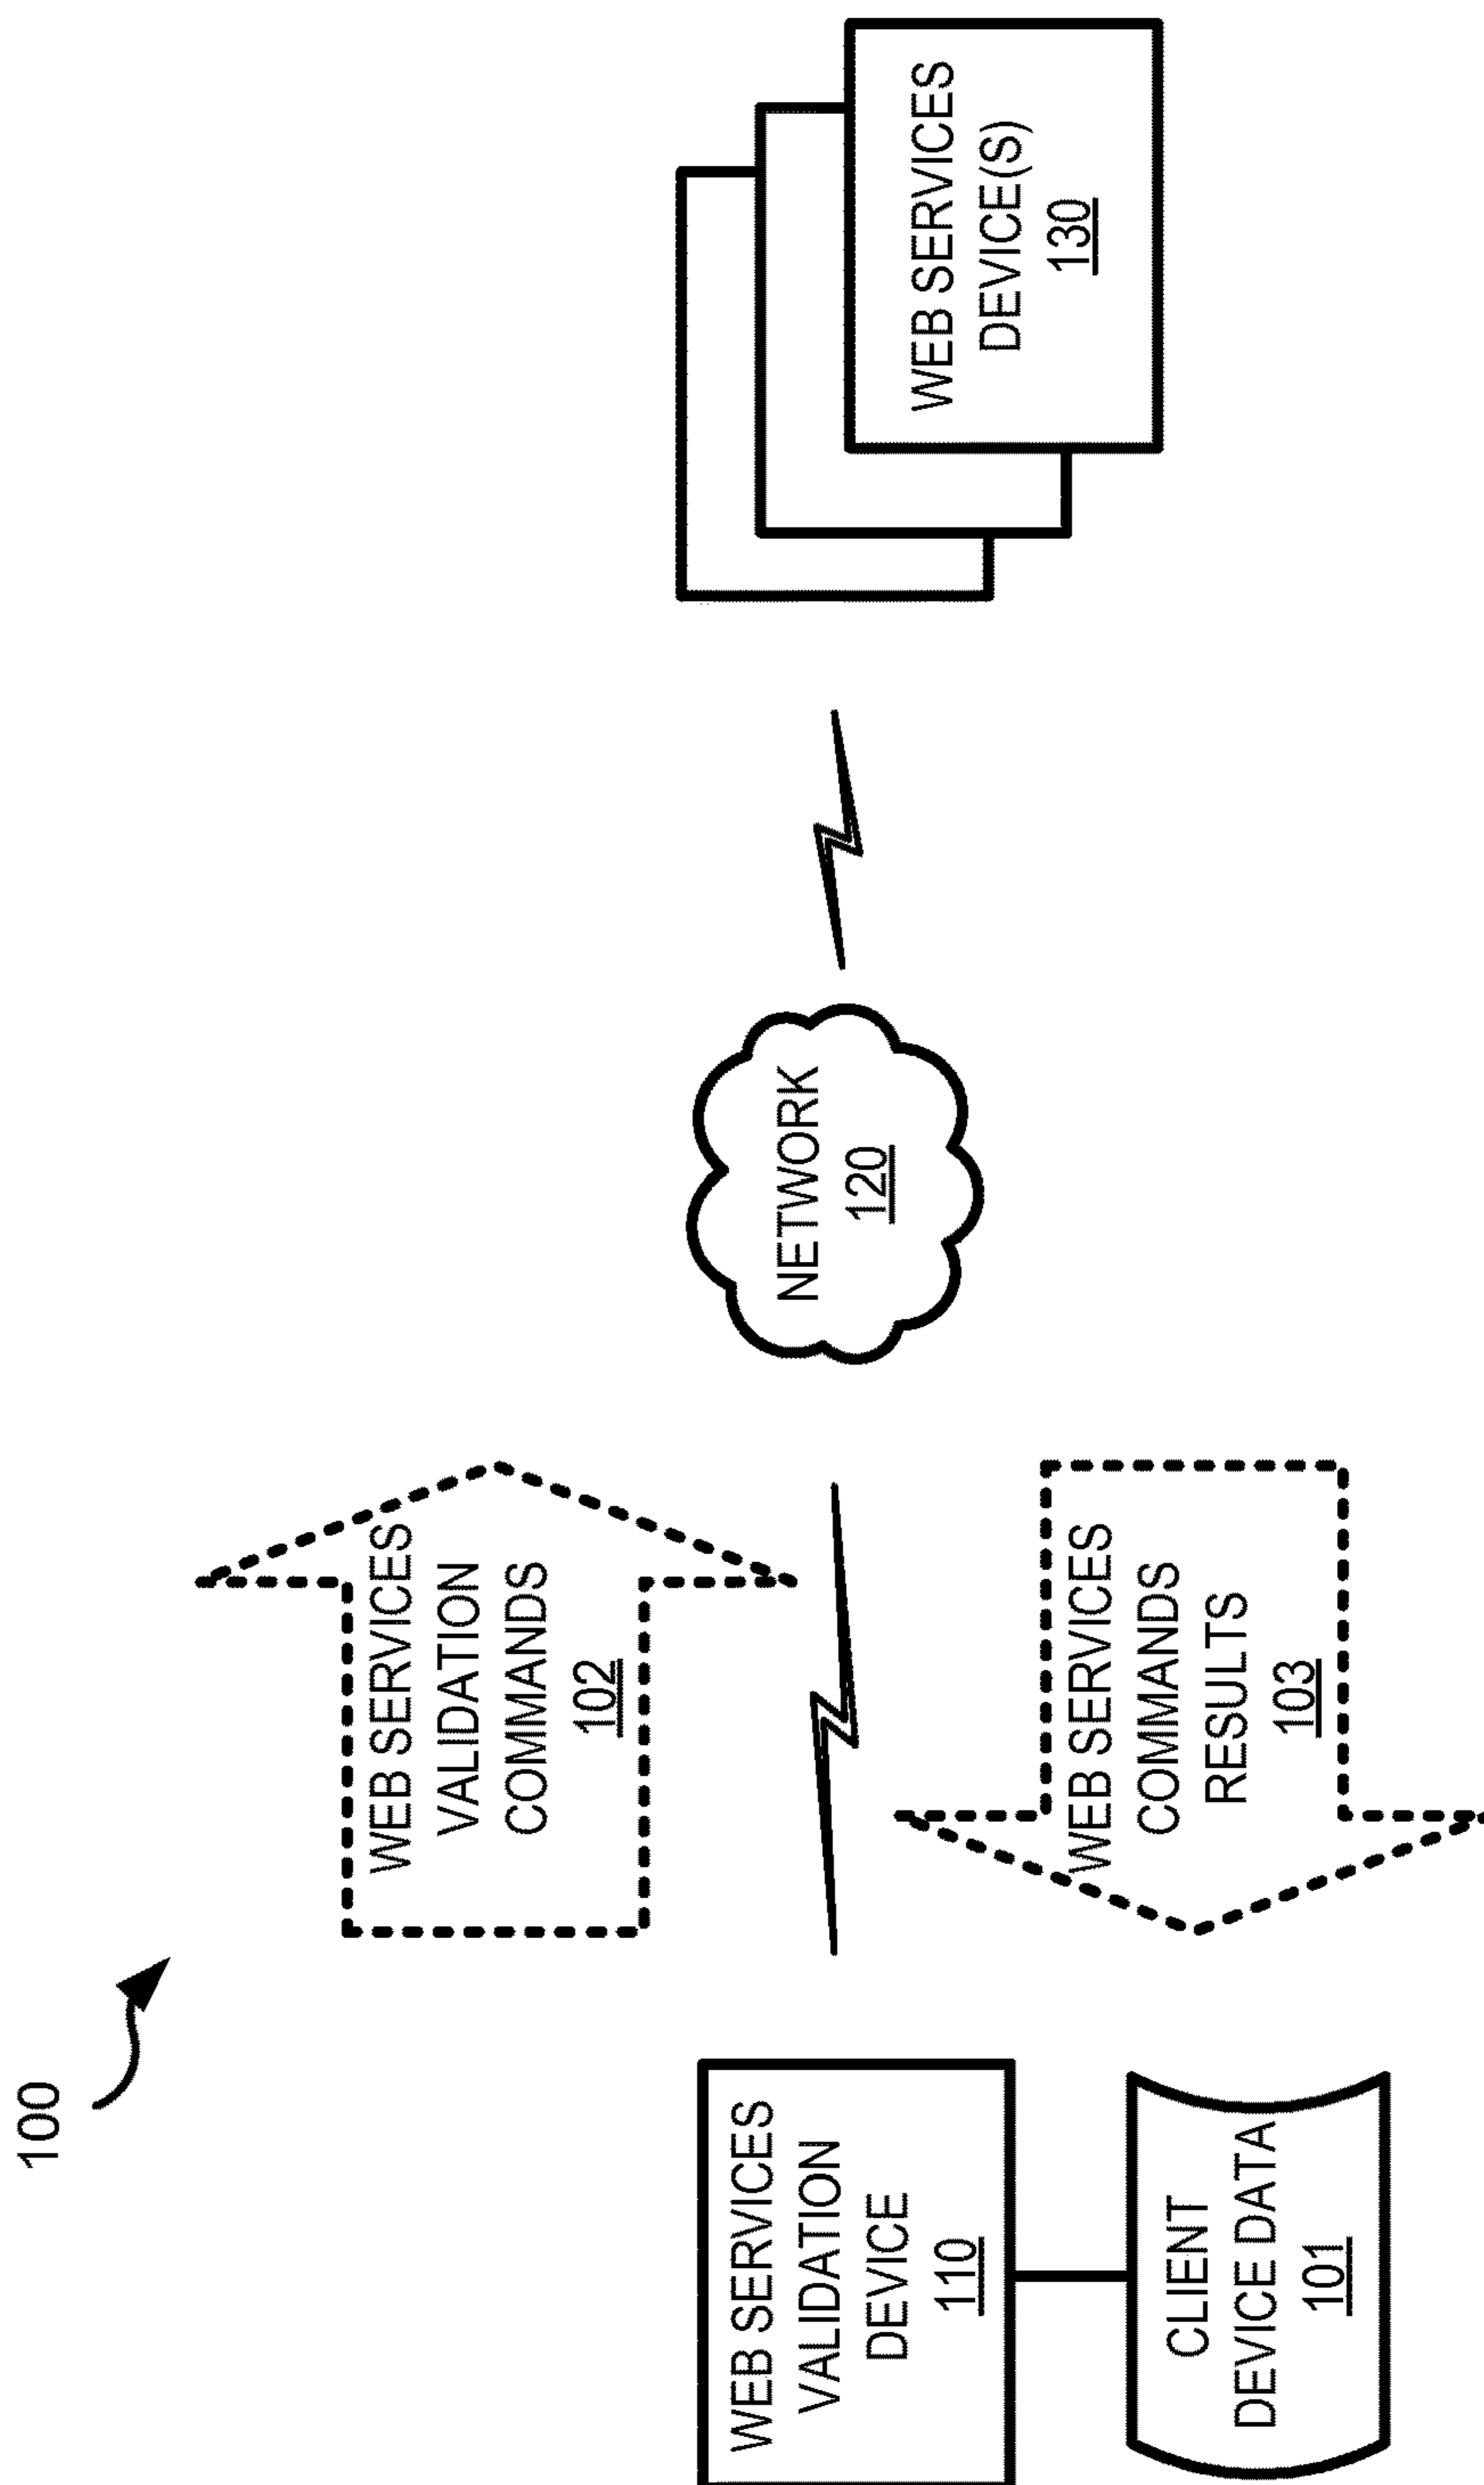 100
WEB SERVICES
VALIDATION
COMMANDS
102
WEB SERVICES
VALIDATION
DEVICE
110
NETWORK
120
WEB SERVICES
DEVICE(S)
130
CLIENT
DEVICE DATA
101
WEB SERVICES
COMMANDS
RESULTS
103